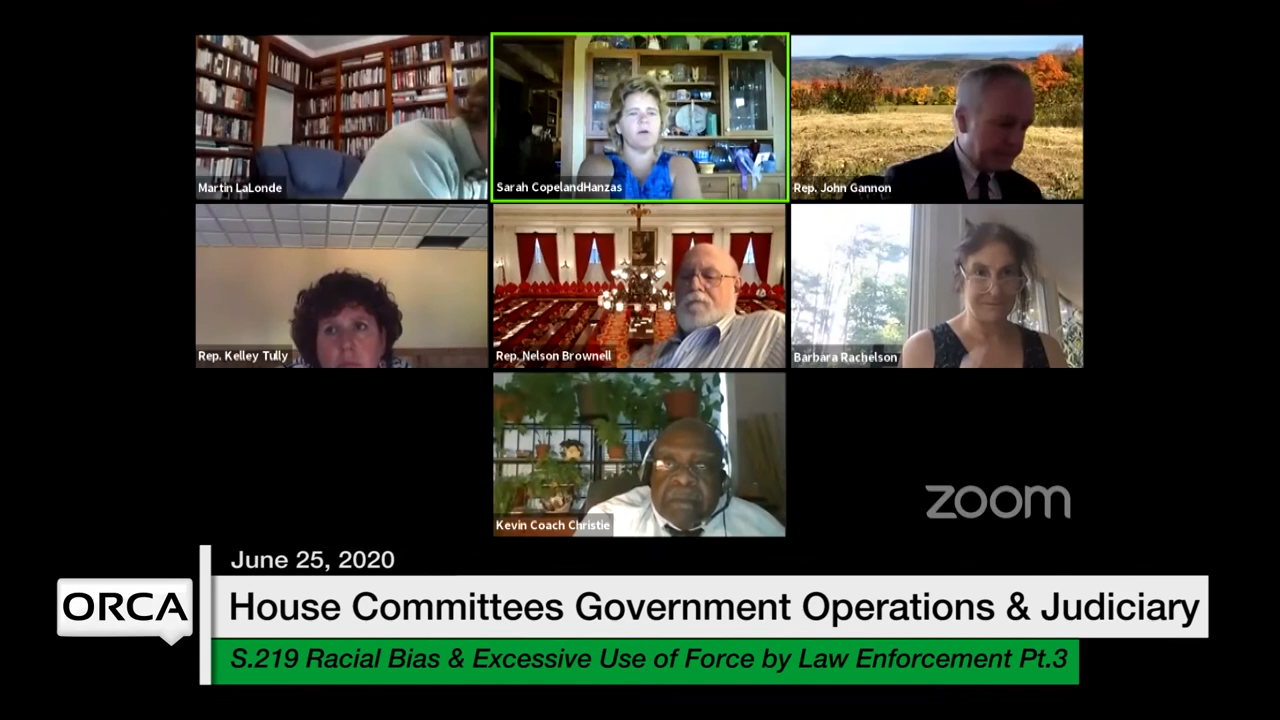 Martin LaLonde
Sarah CopelandHanzas
Rep. John Gannon
Rep. Kelley Tully
Rep. Nelson Brownell
Barbara Rachelson
Kevin Coach Christie
zoom
June 25, 2020
ORCA
House Committees Government Operations & Judiciary
S.219 Racial Bias & Excessive Use of Force by Law Enforcement Pt.3